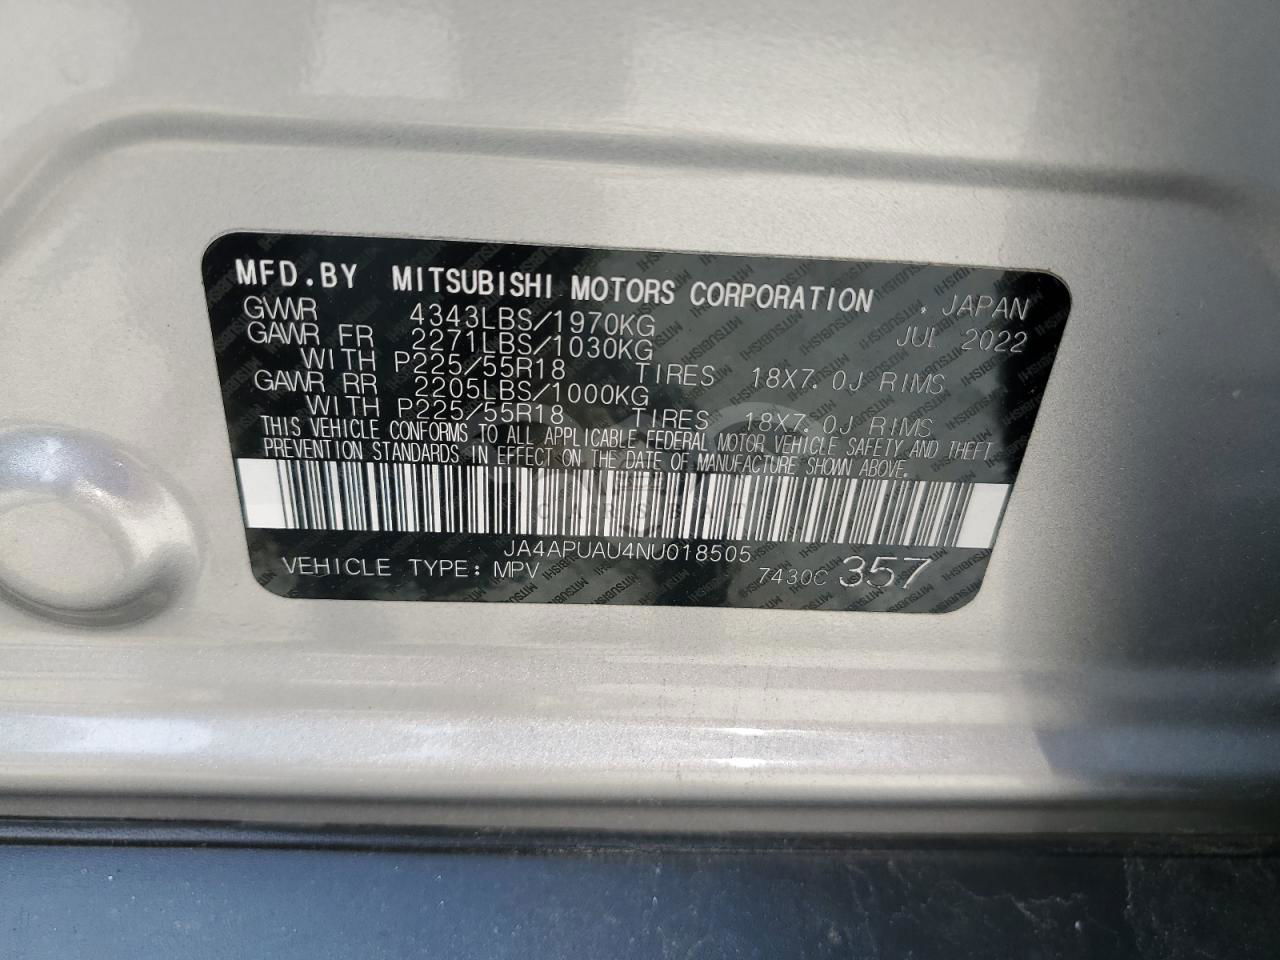 MFD.BY MITSUBISHI MOTORS CORPORATION , JAPAN
GVWR 4343LBS/1970KG JUL 2022
GAWR FR 2271LBS/1030KG
WITH P225/55R18 TIRES 18X7.0J RIMS
GAWR RR 2205LBS/1000KG
WITH P225/55R18 TIRES 18X7.0J RIMS
THIS VEHICLE CONFORMS TO ALL APPLICABLE FEDERAL MOTOR VEHICLE SAFETY AND THEFT
PREVENTION STANDARDS IN EFFECT ON THE DATE OF MANUFACTURE SHOWN ABOVE.
JA4APUAU4NU018505
VEHICLE TYPE: MPV 7430C 357